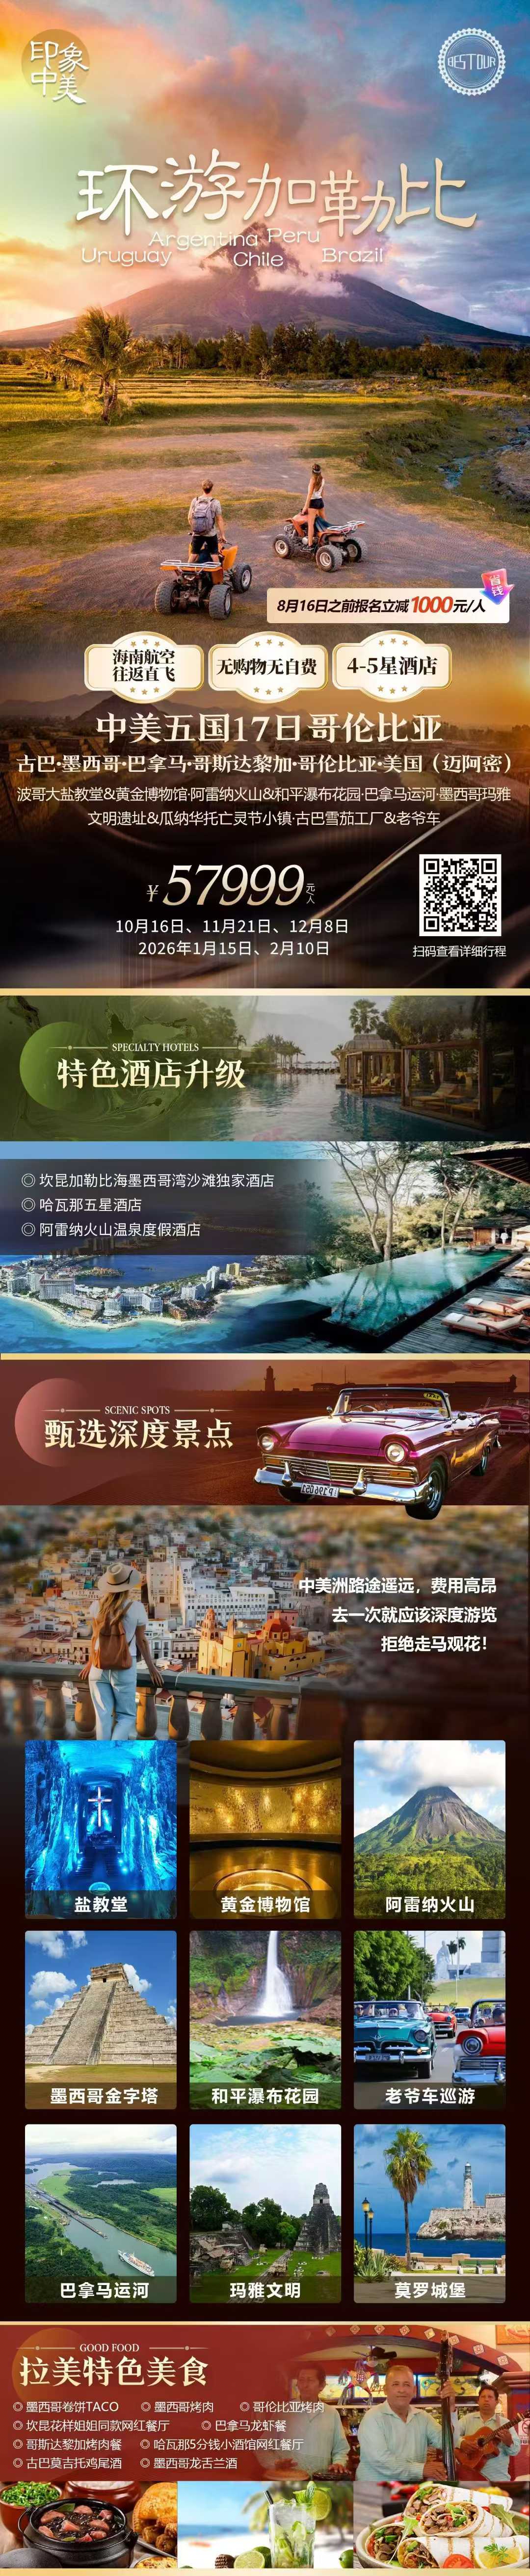 印象
中美
BESTOUR
环游加勒比
Argentina Peru
Uruguay Chile Brazil
省钱
8月16日之前报名立减1000元/人
海南航空
往返直飞
无购物无自费
4-5星酒店
中美五国17日哥伦比亚
古巴·墨西哥·巴拿马·哥斯达黎加·哥伦比亚·美国（迈阿密）
波哥大盐教堂&黄金博物馆·阿雷纳火山&和平瀑布花园·巴拿马运河·墨西哥玛雅
文明遗址&瓜纳华托亡灵节小镇·古巴雪茄工厂&老爷车
¥57999元/人
10月16日、11月21日、12月8日
2026年1月15日、2月10日
扫码查看详细行程
SPECIALTY HOTELS
特色酒店升级
◎ 坎昆加勒比海墨西哥湾沙滩独家酒店
◎ 哈瓦那五星酒店
◎ 阿雷纳火山温泉度假酒店
SCENIC SPOTS
甄选深度景点
中美洲路途遥远，费用高昂
去一次就应该深度游览
拒绝走马观花！
盐教堂
黄金博物馆
阿雷纳火山
墨西哥金字塔
和平瀑布花园
老爷车巡游
巴拿马运河
玛雅文明
莫罗城堡
GOOD FOOD
拉美特色美食
◎ 墨西哥卷饼TACO ◎ 墨西哥烤肉 ◎ 哥伦比亚烤肉
◎ 坎昆花样姐姐同款网红餐厅 ◎ 巴拿马龙虾餐
◎ 哥斯达黎加烤肉餐 ◎ 哈瓦那5分钱小酒馆网红餐厅
◎ 古巴莫吉托鸡尾酒 ◎ 墨西哥龙舌兰酒